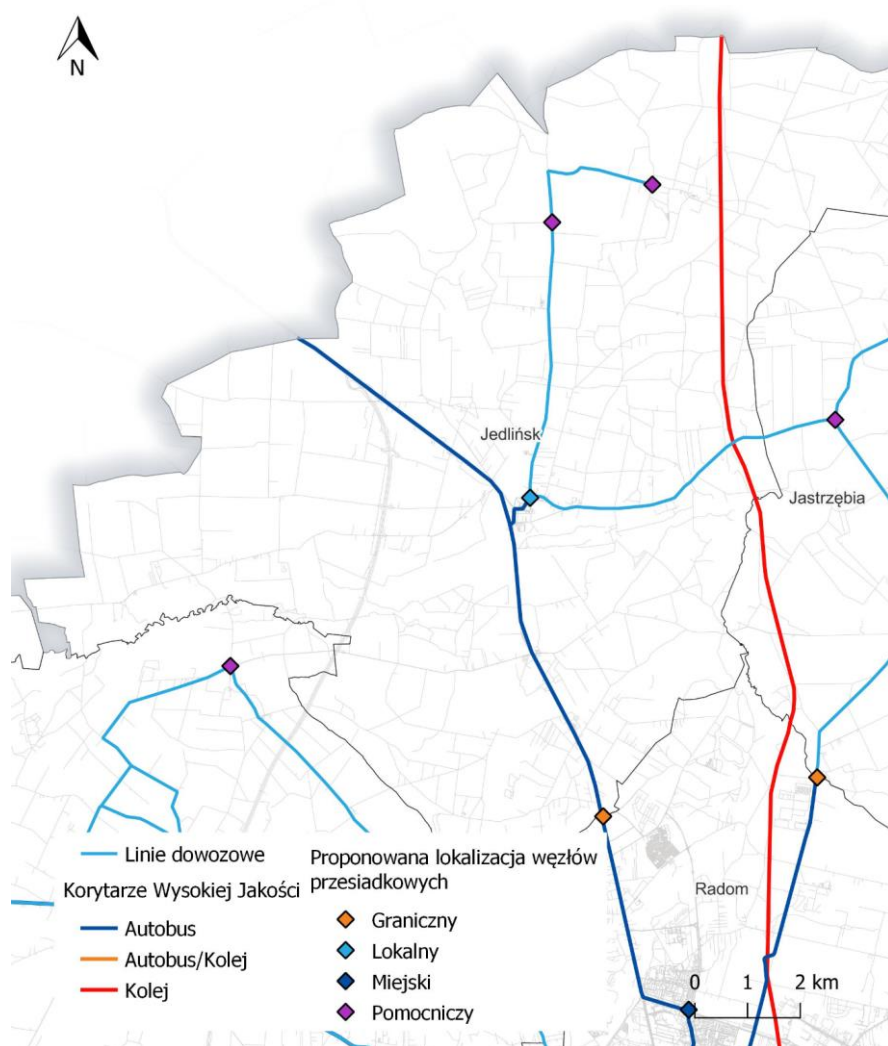 N
Jedlińsk
Jastrzębia
Radom
Linie dowozowe
Korytarze Wysokiej Jakości
Autobus
Autobus/Kolej
Kolej
Proponowana lokalizacja węzłów
przesiadkowych
Graniczny
Lokalny
Miejski
Pomocniczy
0 1 2 km